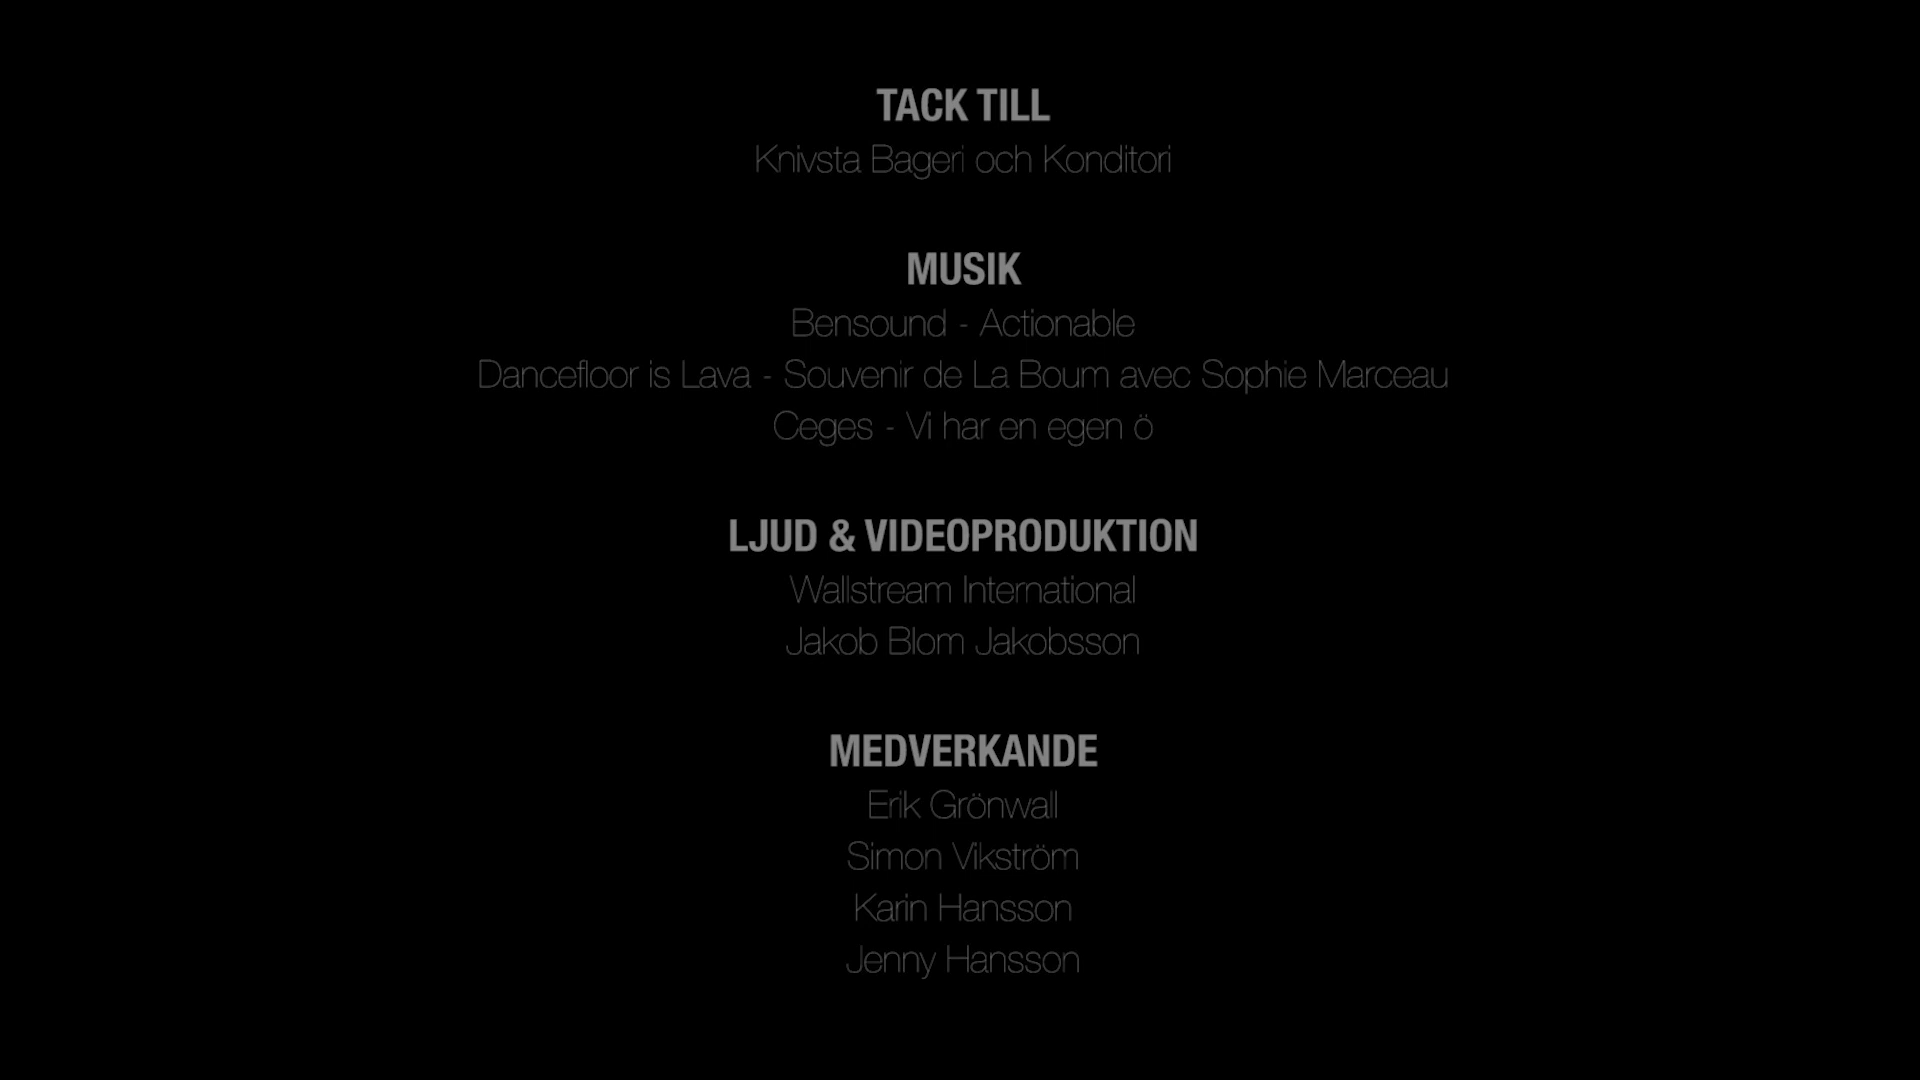 TACK TILL
Knivsta Bageri och Konditori
MUSIK
Bensound - Actionable
Dancefloor is Lava - Souvenir de La Boum avec Sophie Marceau
Ceges - Vi har en egen ö
LJUD & VIDEOPRODUKTION
Wallstream International
Jakob Blom Jakobsson
MEDVERKANDE
Erik Grönwall
Simon Vikström
Karin Hansson
Jenny Hansson